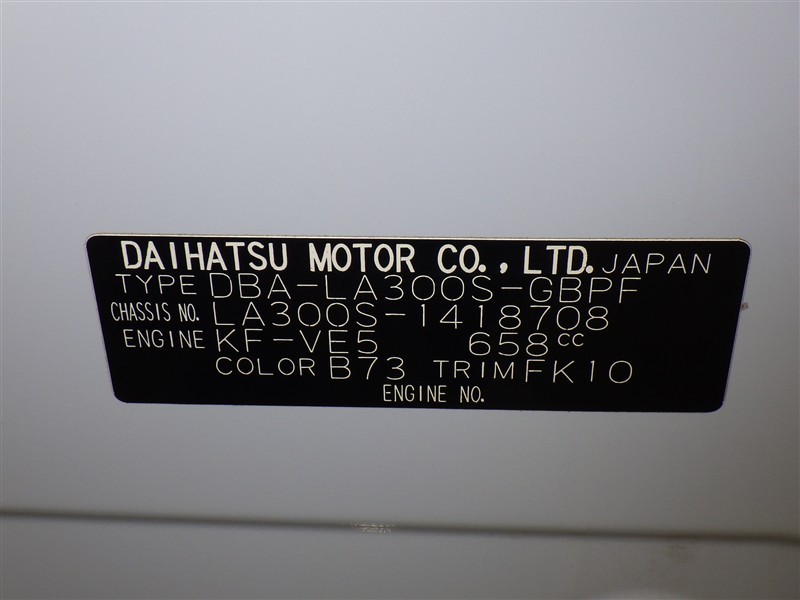 DAIHATSU MOTOR CO., LTD. JAPAN
TYPE DBA-LA300S-GBPF
CHASSIS NO. LA300S-1418708
ENGINE KF-VE5 658cc
COLOR B73 TRIM FK10
ENGINE NO.